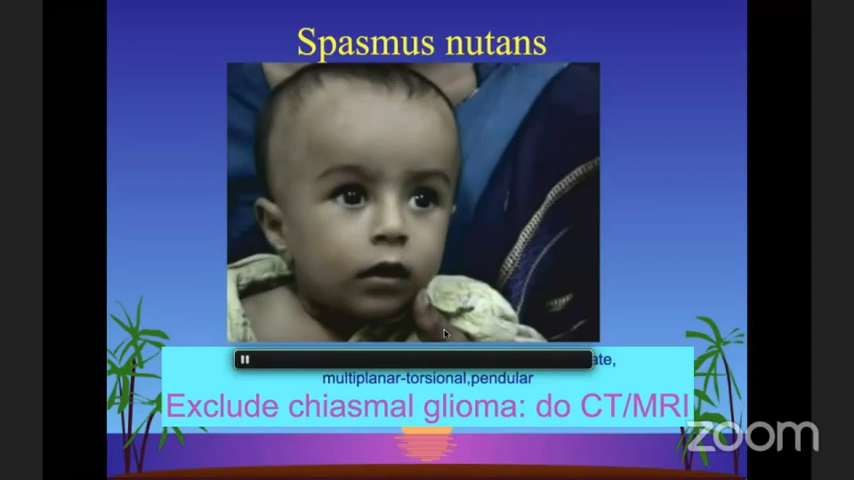 Spasmus nutans
ate,
multiplanar-torsional,pendular
Exclude chiasmal glioma: do CT/MRI
zoom